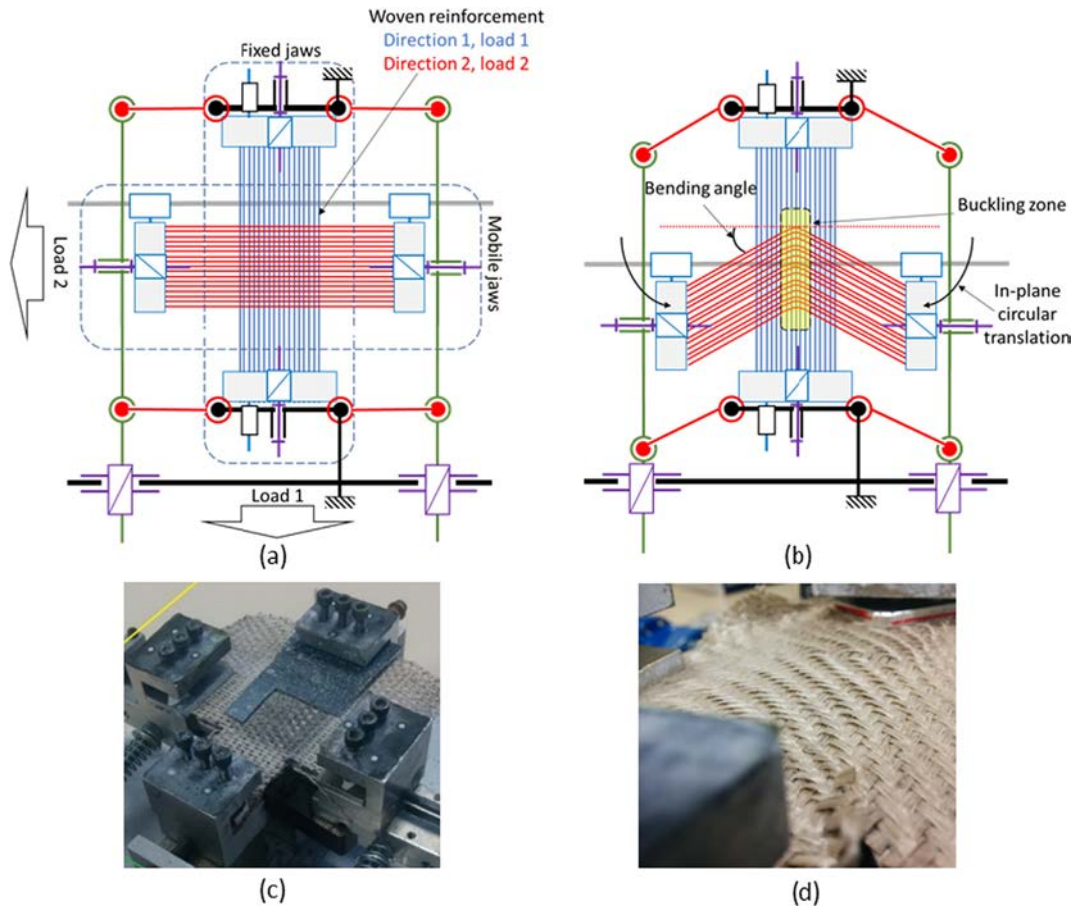 Woven reinforcement
Direction 1, load 1
Direction 2, load 2
Fixed jaws
Load 2
Mobile jaws
Load 1
(a)
Bending angle
Buckling zone
In-plane
circular
translation
(b)
(c)
(d)